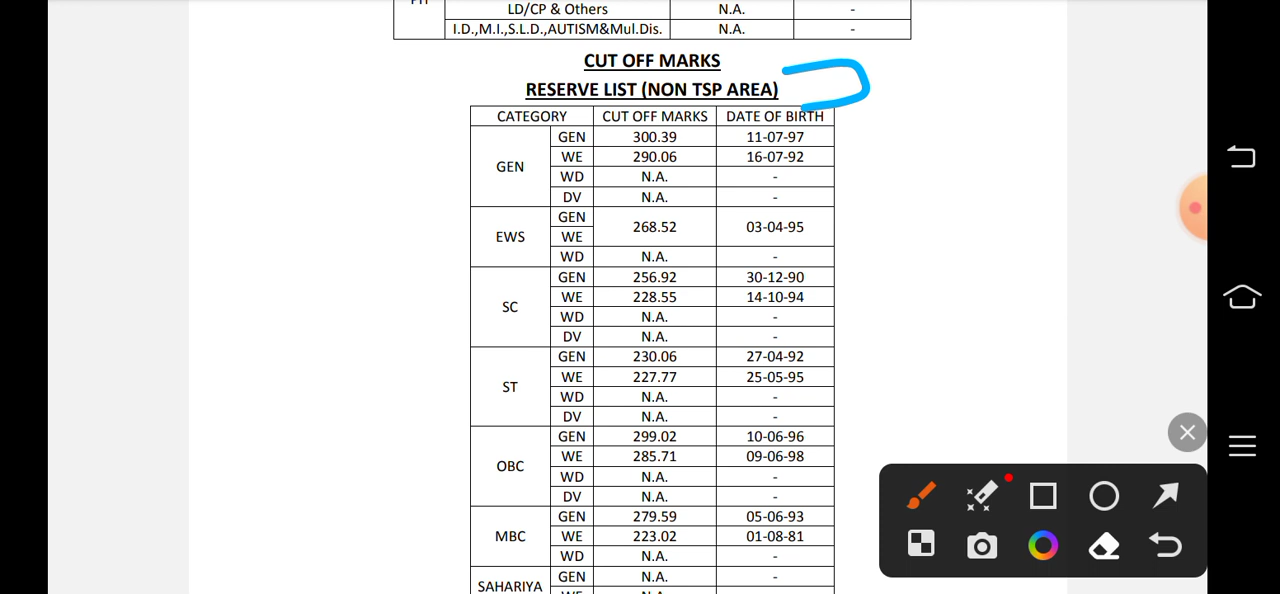 LD/CP & Others N.A. -
I.D.,M.I.,S.L.D.,AUTISM&Mul.Dis. N.A. -
CUT OFF MARKS
RESERVE LIST (NON TSP AREA)
CATEGORY CUT OFF MARKS DATE OF BIRTH
GEN GEN 300.39 11-07-97
WE 290.06 16-07-92
WD N.A. -
DV N.A. -
EWS GEN 268.52 03-04-95
WE
WD N.A. -
SC GEN 256.92 30-12-90
WE 228.55 14-10-94
WD N.A. -
DV N.A. -
ST GEN 230.06 27-04-92
WE 227.77 25-05-95
WD N.A. -
DV N.A. -
OBC GEN 299.02 10-06-96
WE 285.71 09-06-98
WD N.A. -
DV N.A. -
MBC GEN 279.59 05-06-93
WE 223.02 01-08-81
WD N.A. -
SAHARIYA GEN N.A. -